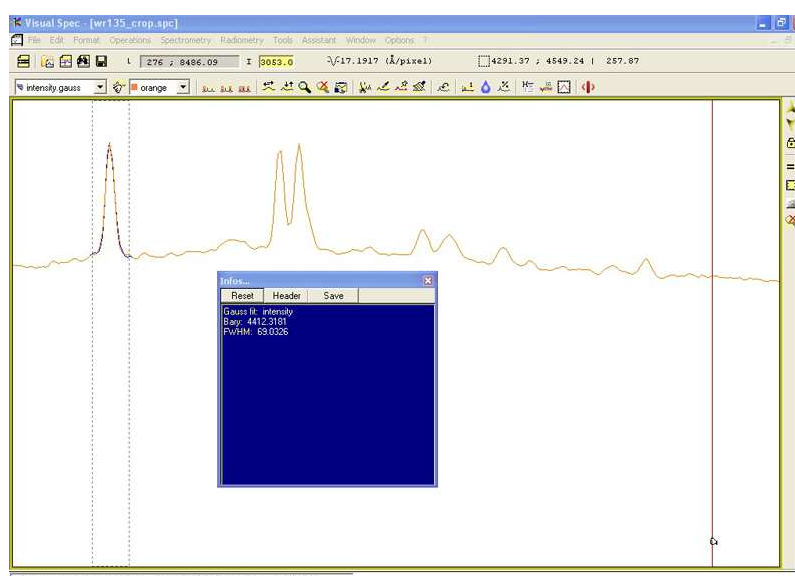 Visual Spec - [wr135_crop.spc]
File Edit Format Operations Spectrometry Radiometry Tools Assistant Window Options ?
L 276 ; 8486.09 I 3053.0 17.1917 (Å/pixel) 4291.37 ; 4549.24 | 257.87
intensity.gauss orange
Infos...
Reset Header Save
Gauss fit: intensity
Bary: 4412.3181
FWHM: 69.0326